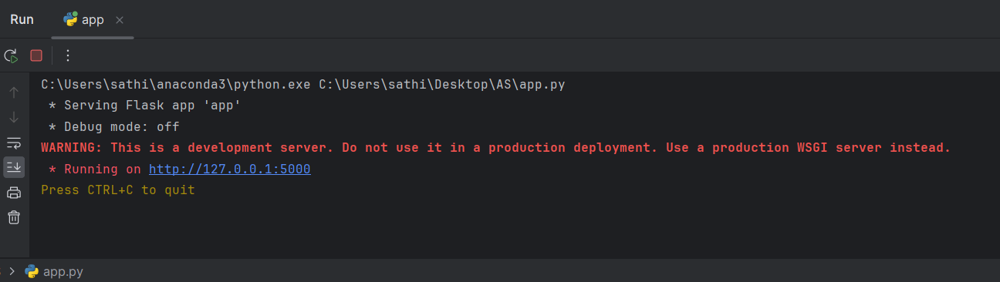 Run app
C:\Users\sathi\anaconda3\python.exe C:\Users\sathi\Desktop\AS\app.py
* Serving Flask app 'app'
* Debug mode: off
WARNING: This is a development server. Do not use it in a production deployment. Use a production WSGI server instead.
* Running on http://127.0.0.1:5000
Press CTRL+C to quit
app.py